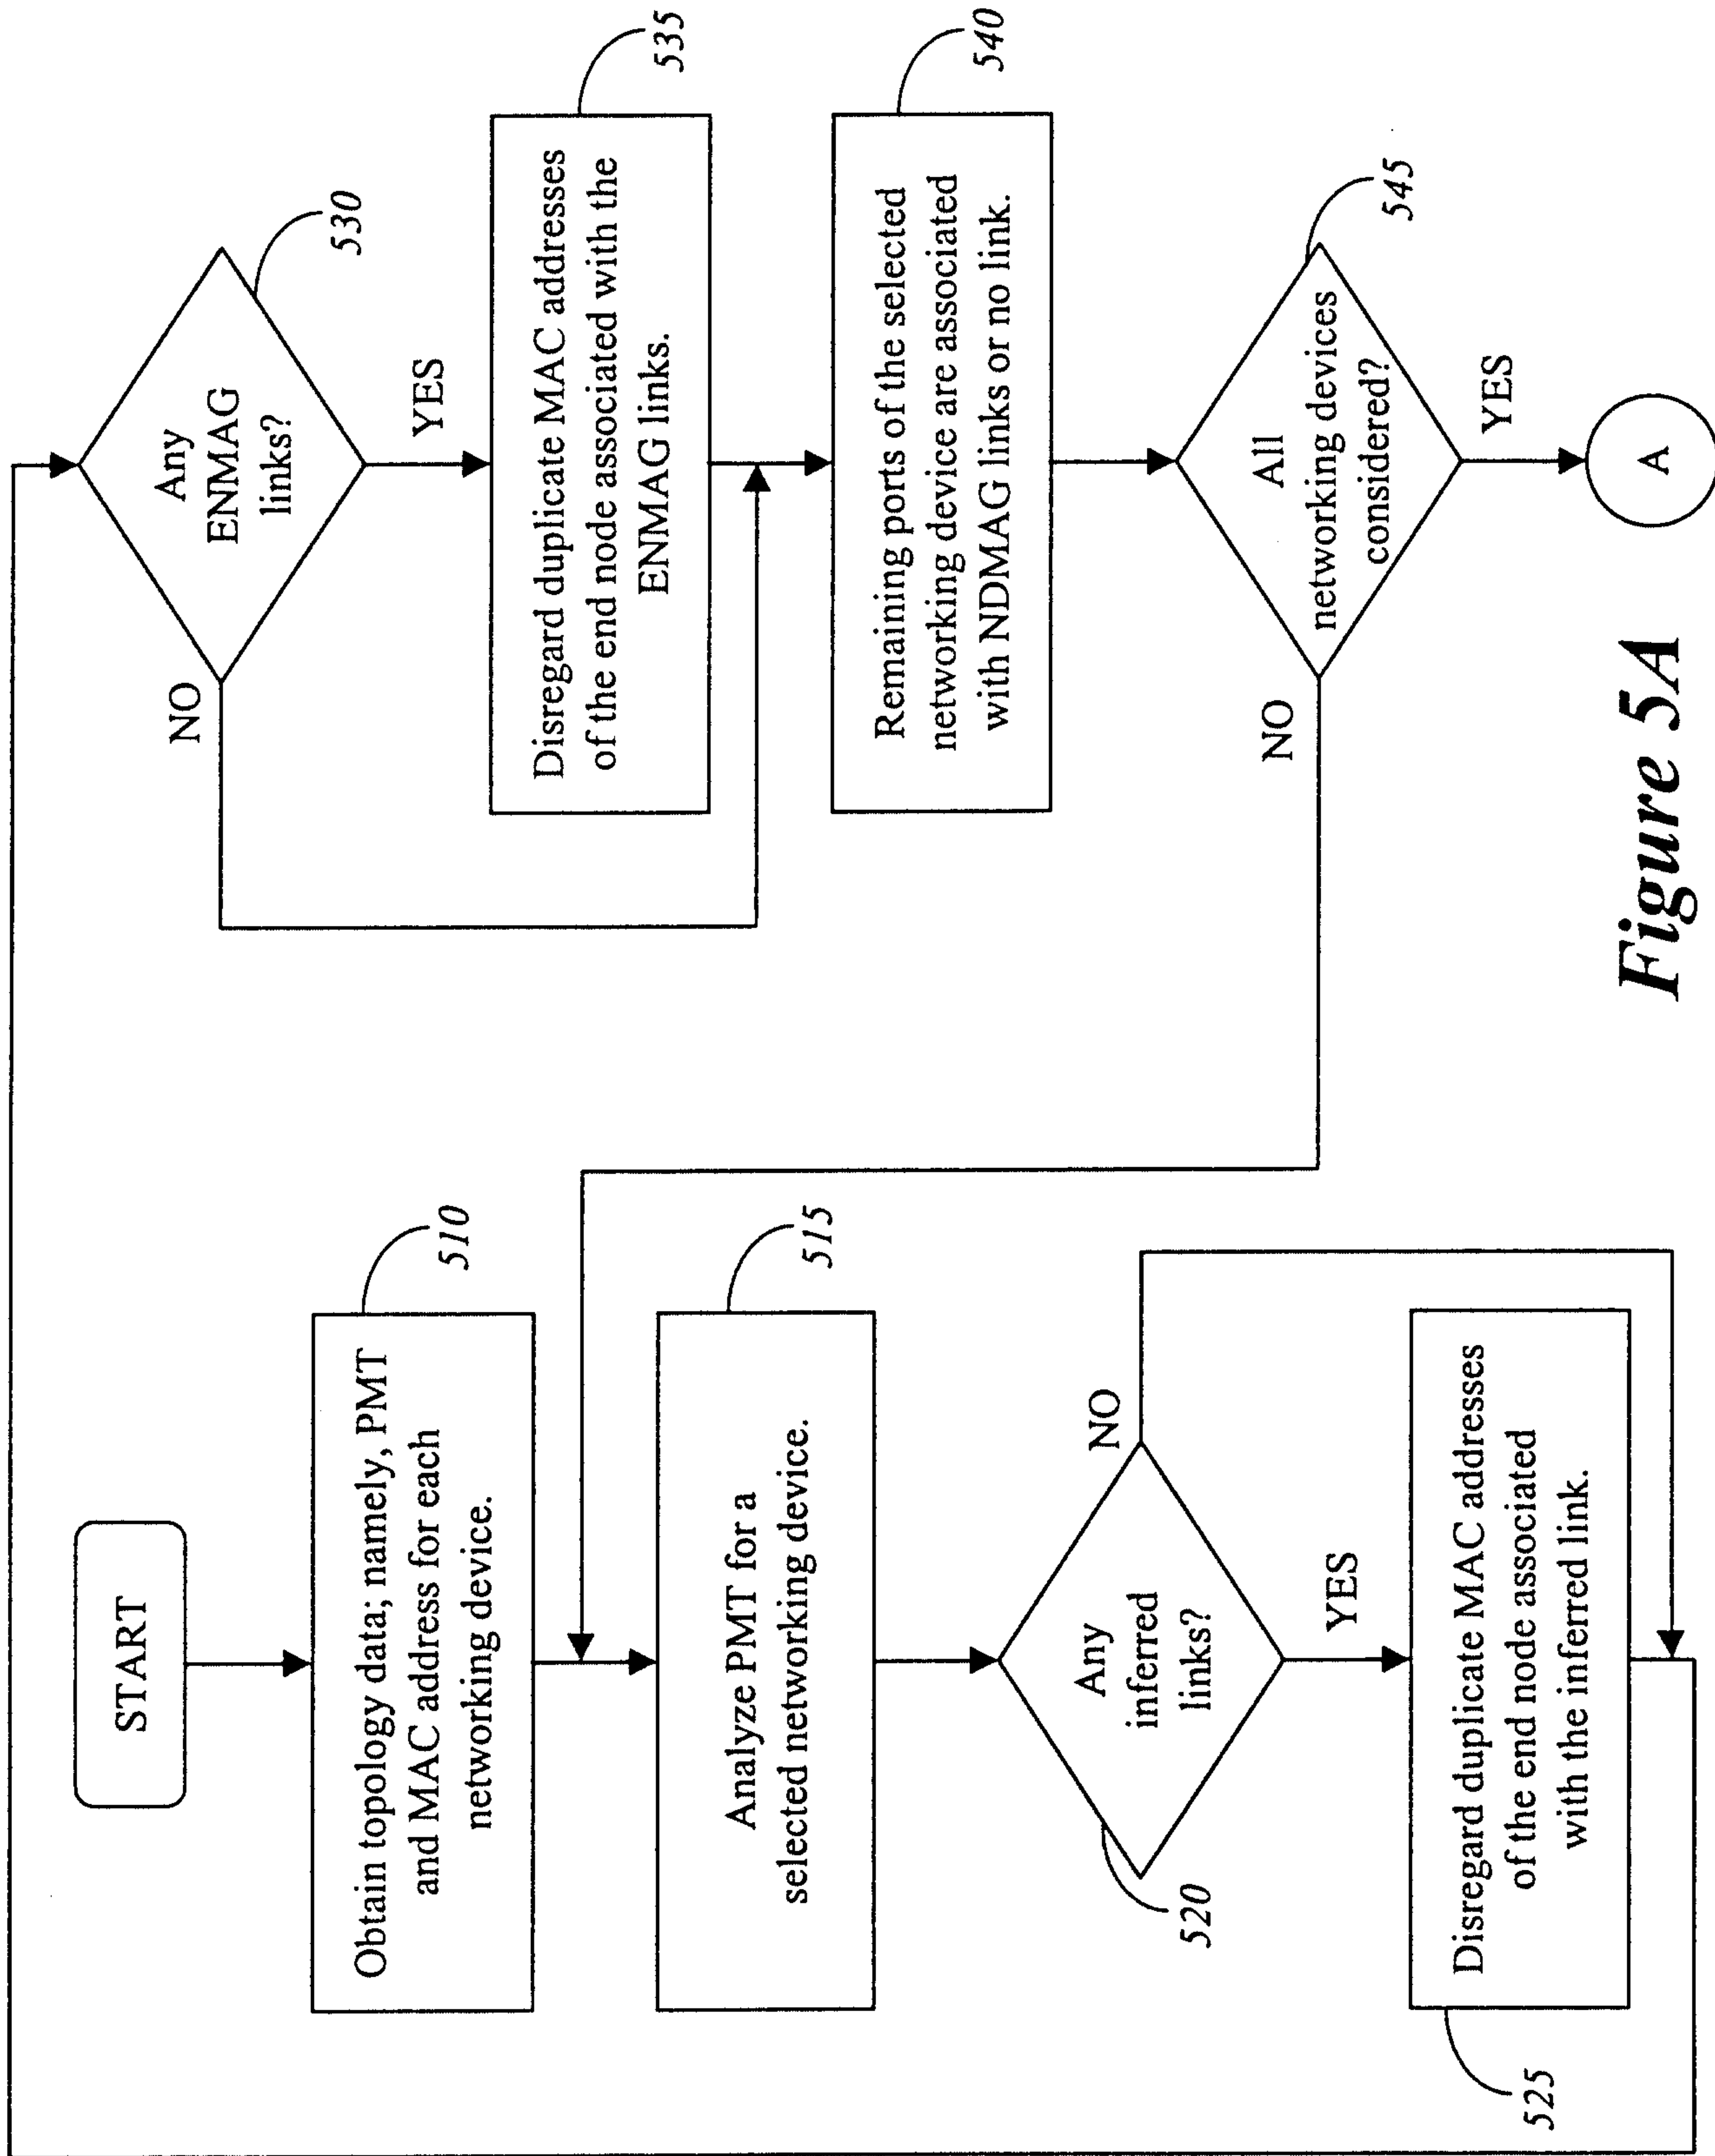 START
Obtain topology data; namely, PMT
and MAC address for each
networking device.
510
Analyze PMT for a
selected networking device.
515
Any
inferred
links?
520
NO
YES
Disregard duplicate MAC addresses
of the end node associated
with the inferred link.
525
Any
ENMAG
links?
530
NO
YES
Disregard duplicate MAC addresses
of the end node associated with the
ENMAG links.
535
Remaining ports of the selected
networking device are associated
with NDMAG links or no link.
540
All
networking devices
considered?
545
NO
YES
A
Figure 5A